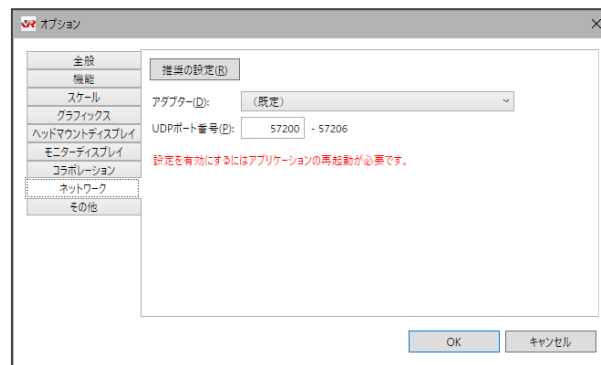 オプション
全般
機能
スケール
グラフィックス
ヘッドマウントディスプレイ
モニターディスプレイ
コラボレーション
ネットワーク
その他
推奨の設定(R)
アダプター(D): (既定)
UDPポート番号(P): 57200 - 57206
設定を有効にするにはアプリケーションの再起動が必要です。
OK キャンセル